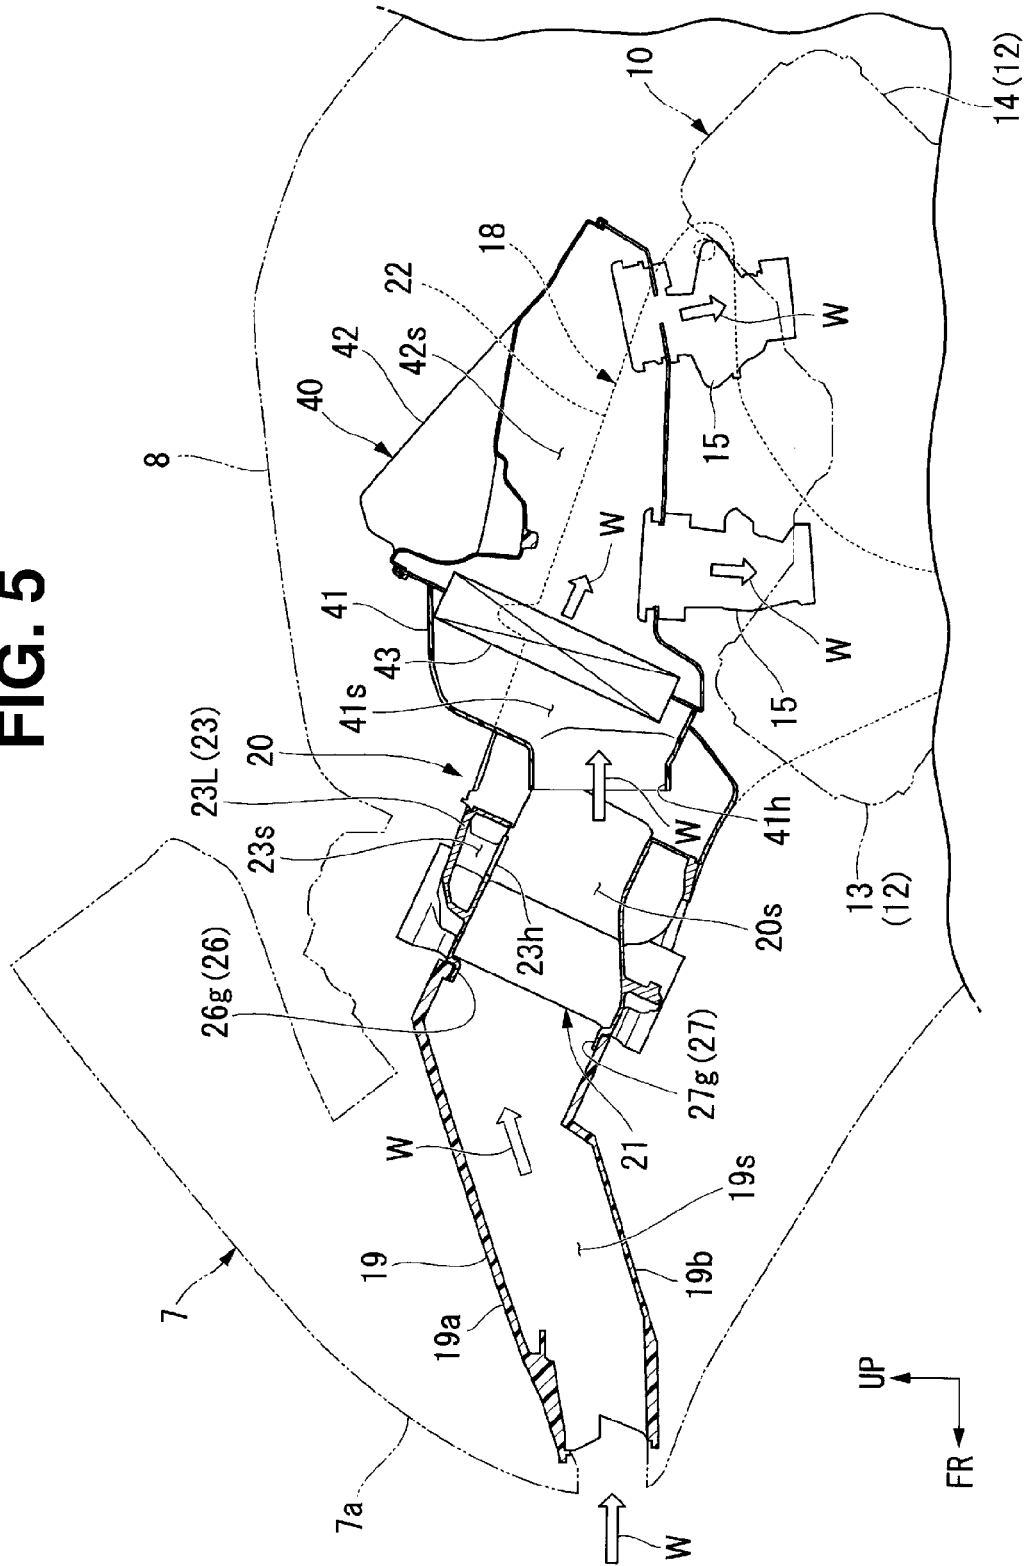 FIG. 5
8
40
42
42s
22
18
10
14 (12)
41
43
41s
20
23L (23)
23s
23h
26g (26)
W
W
W
15
W
15
W
41h
13
(12)
20s
27g (27)
21
W
7
19
19a
19s
19b
7a
W
UP
FR